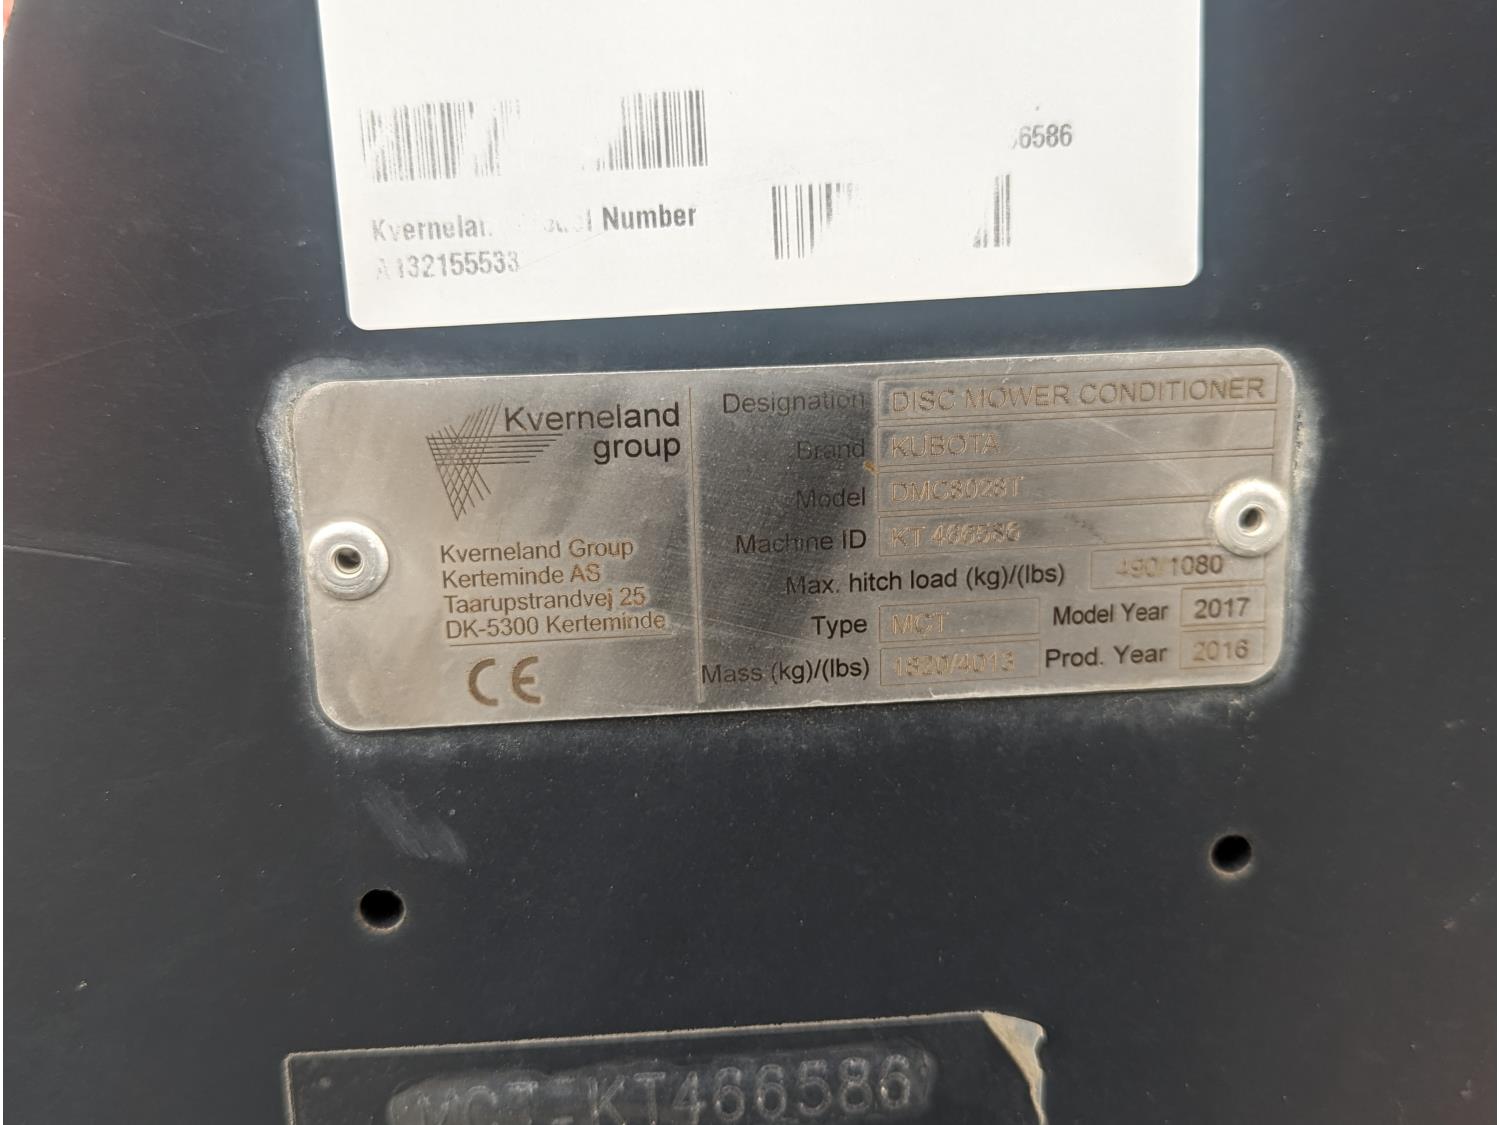 6586
Number
A132155533
Kverneland
group
Kverneland Group
Kerteminde AS
Taarupstrandvej 25
DK-5300 Kerteminde
CE
Designation DISC MOWER CONDITIONER
Brand KUBOTA
Model DMC8028T
Machine ID KT 466586
Max. hitch load (kg)/(lbs) 490/1080
Type MCT Model Year 2017
Mass (kg)/(lbs) 1820/4013 Prod. Year 2016
MCT-KT466586